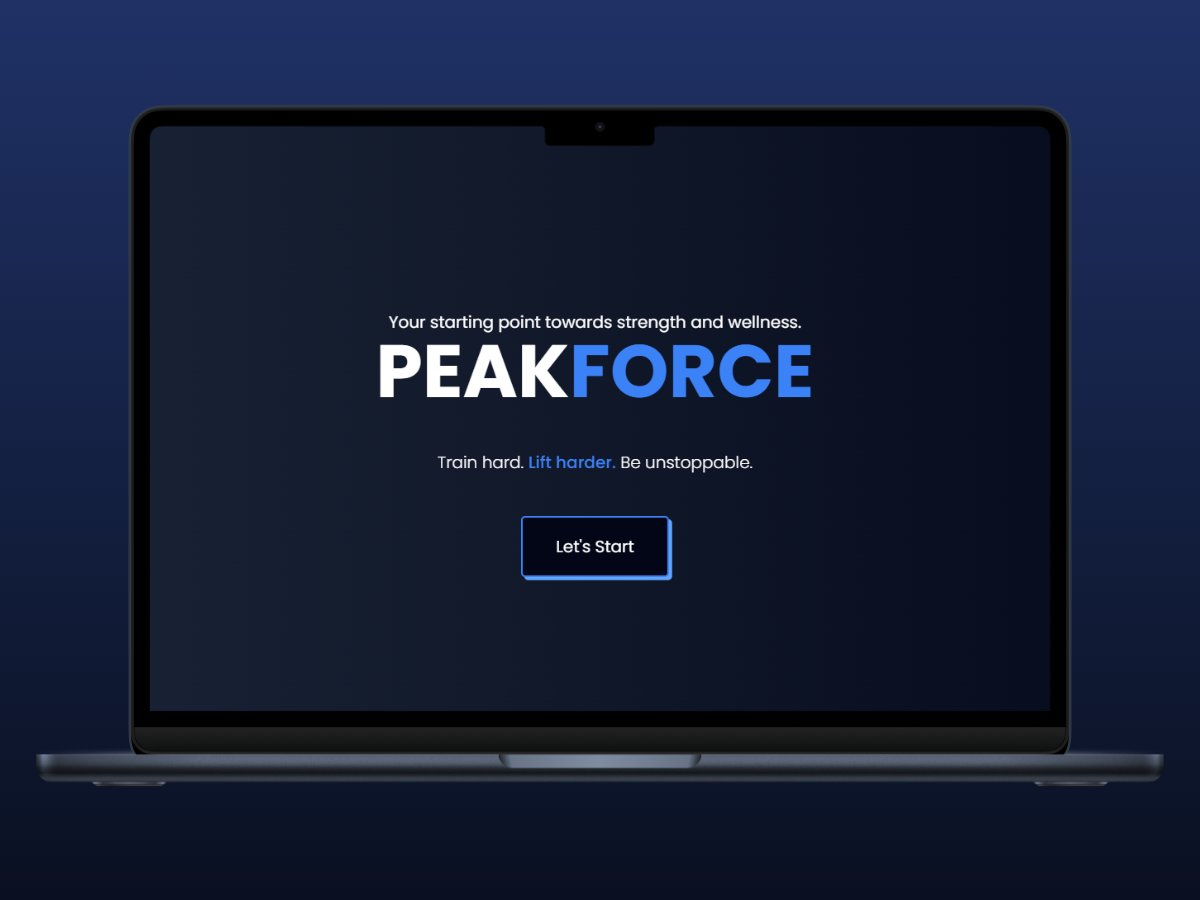 Your starting point towards strength and wellness.
PEAKFORCE
Train hard. Lift harder. Be unstoppable.
Let's Start